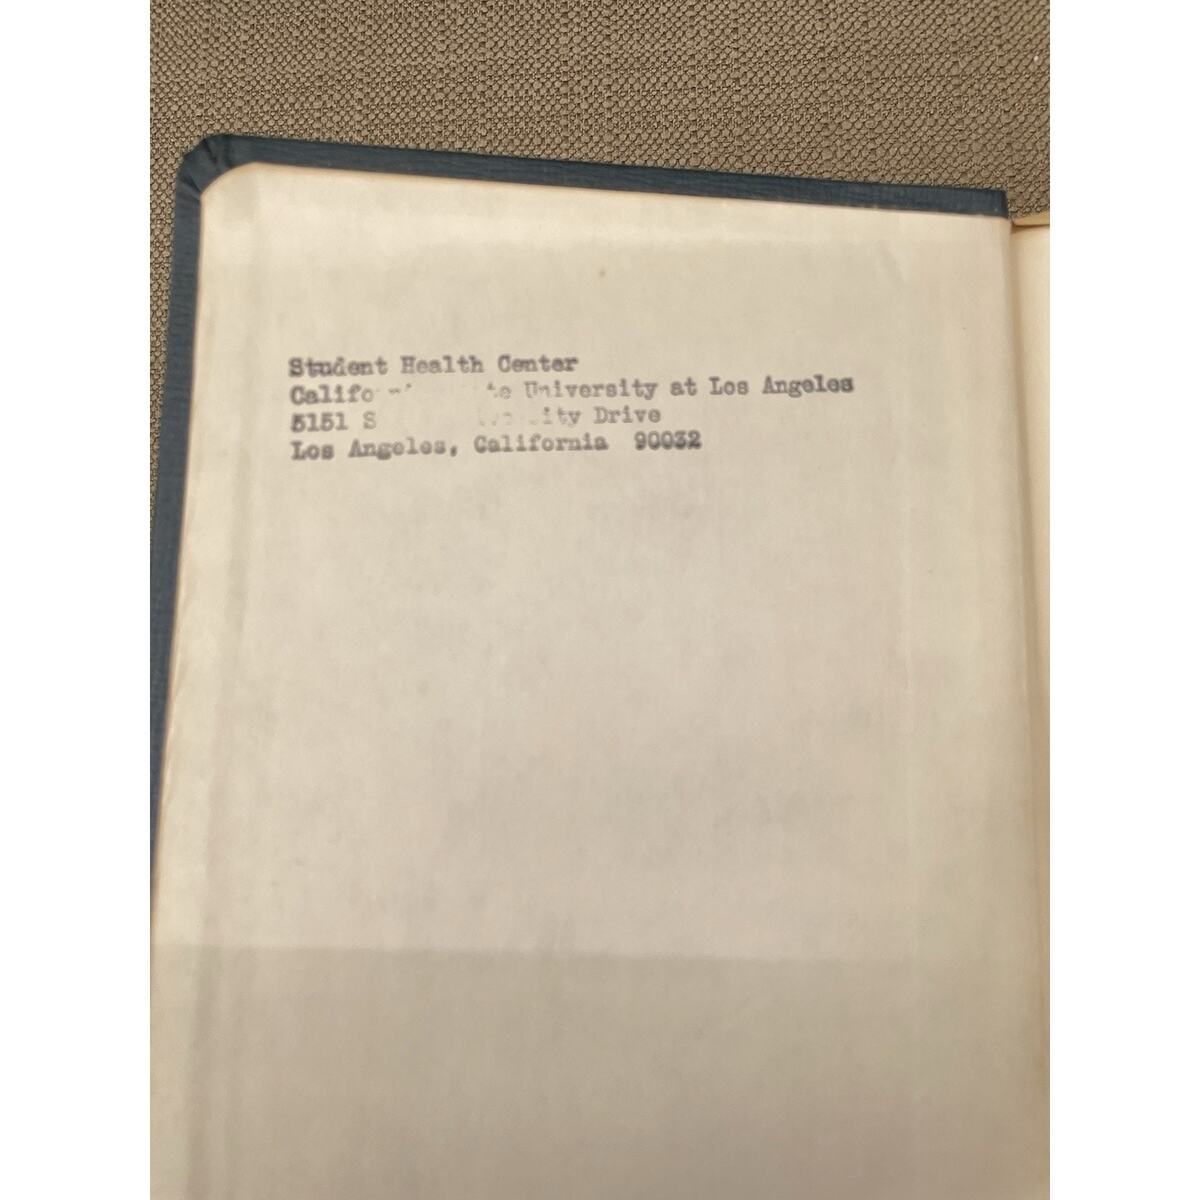 Student Health Center
University at Los Angeles
5151 Drive
Los Angeles, California 90032